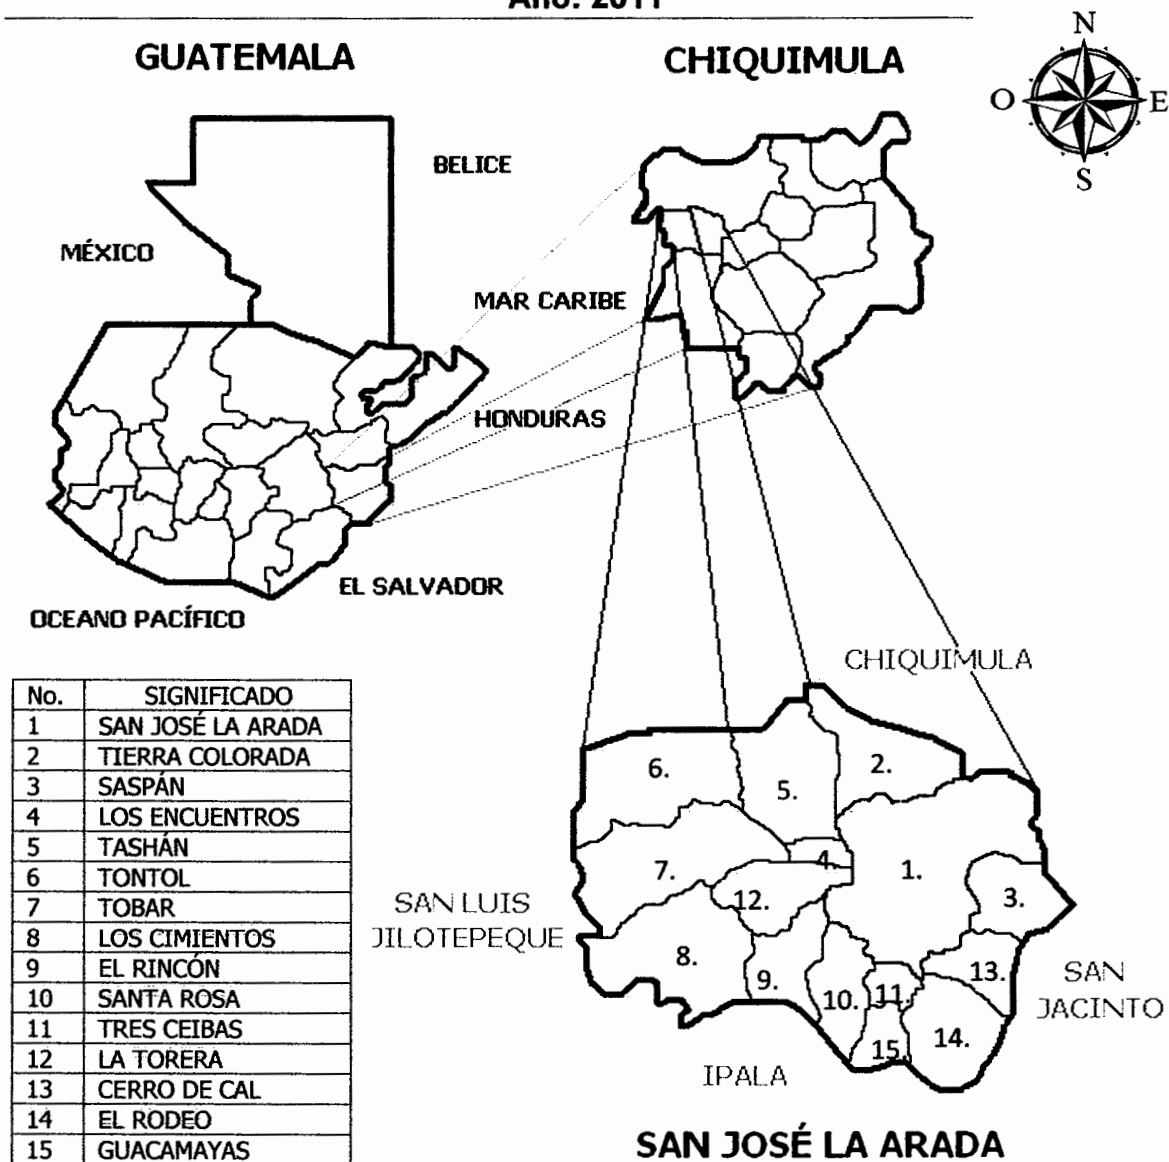 Año: 2011
GUATEMALA
CHIQUIMULA
N
O
E
S
BELICE
MÉXICO
MAR CARIBE
HONDURAS
EL SALVADOR
OCEANO PACÍFICO
CHIQUIMULA
No. SIGNIFICADO
1 SAN JOSÉ LA ARADA
2 TIERRA COLORADA
3 SASPÁN
4 LOS ENCUENTROS
5 TASHÁN
6 TONTOL
7 TOBAR
8 LOS CIMIENTOS
9 EL RINCÓN
10 SANTA ROSA
11 TRES CEIBAS
12 LA TORERA
13 CERRO DE CAL
14 EL RODEO
15 GUACAMAYAS
6.
5.
2.
4.
7.
1.
12.
3.
8.
9.
10.
11.
13.
14.
15.
SAN LUIS
JILOTEPEQUE
SAN
JACINTO
IPALA
SAN JOSÉ LA ARADA